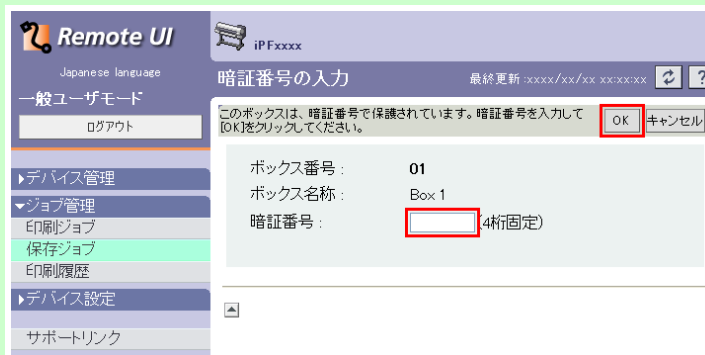 Remote UI
Japanese language
一般ユーザモード
ログアウト
▶デバイス管理
▼ジョブ管理
印刷ジョブ
保存ジョブ
印刷履歴
▶デバイス設定
サポートリンク
iPFxxxx
暗証番号の入力
最終更新 :xxxx/xx/xx xx:xx:xx
?
このボックスは、暗証番号で保護されています。暗証番号を入力して
[OK]をクリックしてください。
OK
キャンセル
ボックス番号 : 01
ボックス名称 : Box 1
暗証番号 : (4桁固定)